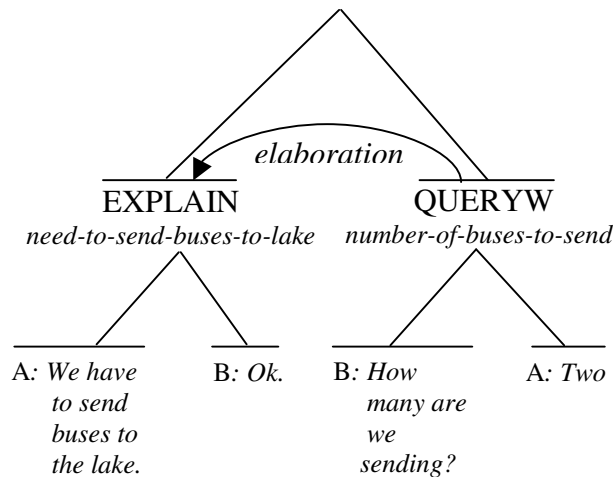 elaboration
EXPLAIN
need-to-send-buses-to-lake
QUERYW
number-of-buses-to-send
A: We have
to send
buses to
the lake.
B: Ok.
B: How
many are
we
sending?
A: Two